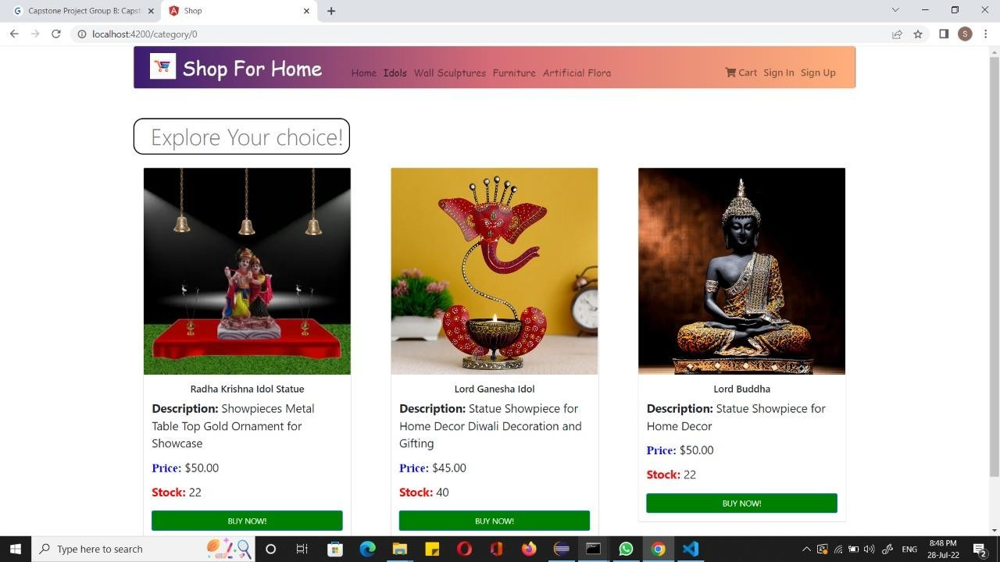 Capstone Project Group B: Capst
Shop
localhost:4200/category/0
S
Shop For Home
Home Idols Wall Sculptures Furniture Artificial Flora
Cart Sign In Sign Up
Explore Your choice!
Radha Krishna Idol Statue
Description: Showpieces Metal
Table Top Gold Ornament for
Showcase
Price: $50.00
Stock: 22
BUY NOW!
Lord Ganesha Idol
Description: Statue Showpiece for
Home Decor Diwali Decoration and
Gifting
Price: $45.00
Stock: 40
BUY NOW!
Lord Buddha
Description: Statue Showpiece for
Home Decor
Price: $50.00
Stock: 22
BUY NOW!
Type here to search
ENG
8:48 PM
28-Jul-22
2